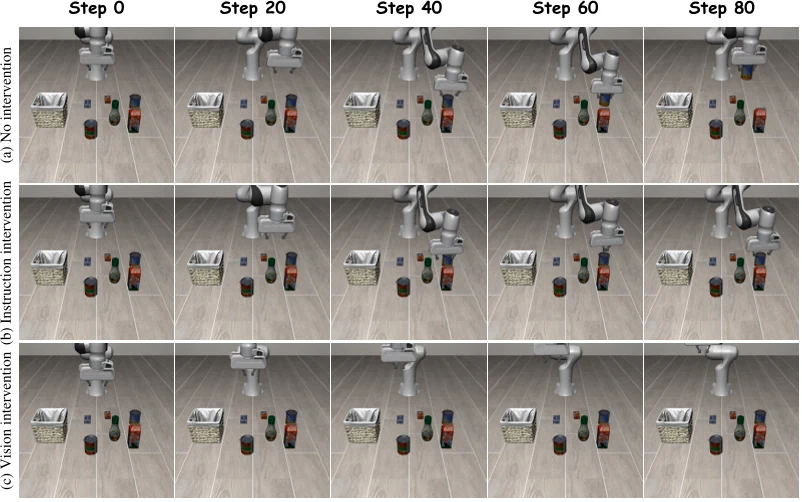 Step 0 Step 20 Step 40 Step 60 Step 80
(a) No intervention
(b) Instruction intervention
(c) Vision intervention